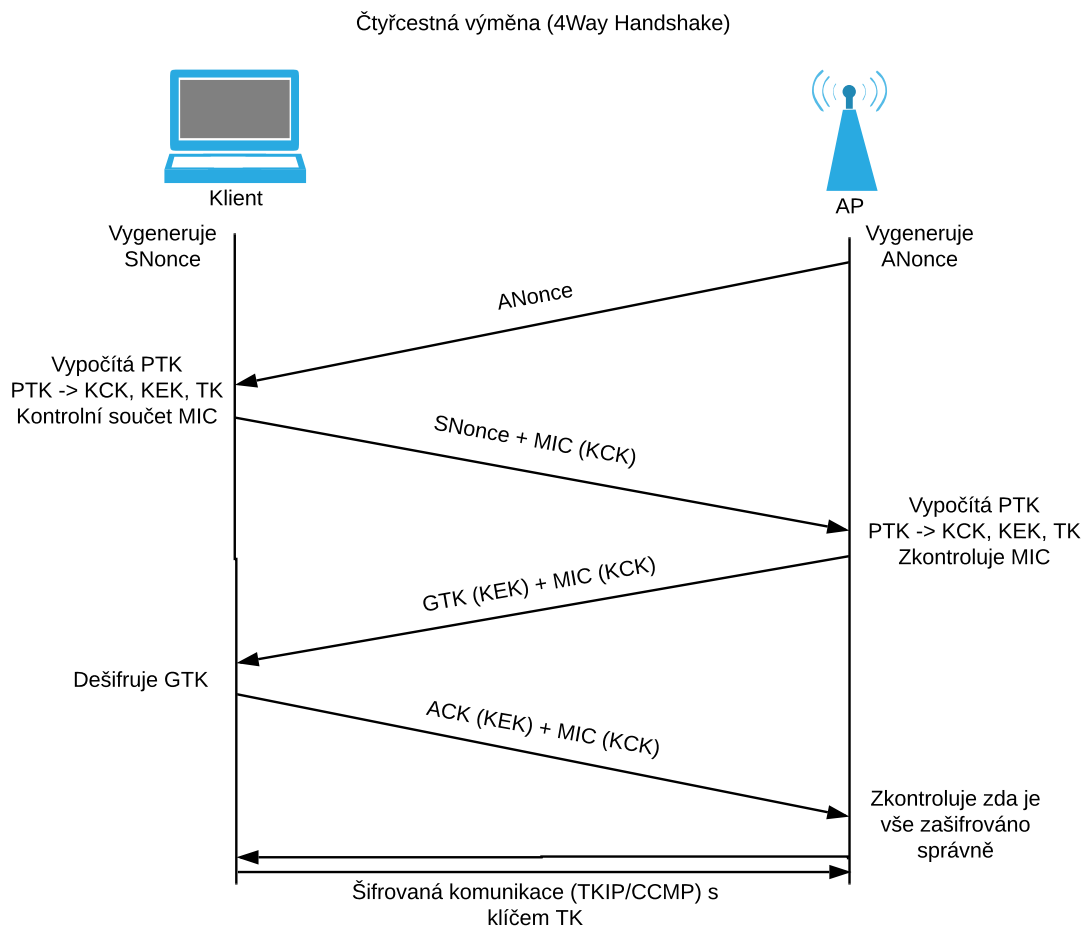 Čtyřcestná výměna (4Way Handshake)
Klient
AP
Vygeneruje
SNonce
Vygeneruje
ANonce
ANonce
Vypočítá PTK
PTK -> KCK, KEK, TK
Kontrolní součet MIC
SNonce + MIC (KCK)
Vypočítá PTK
PTK -> KCK, KEK, TK
Zkontroluje MIC
GTK (KEK) + MIC (KCK)
Dešifruje GTK
ACK (KEK) + MIC (KCK)
Zkontroluje zda je
vše zašifrováno
správně
Šifrovaná komunikace (TKIP/CCMP) s
klíčem TK